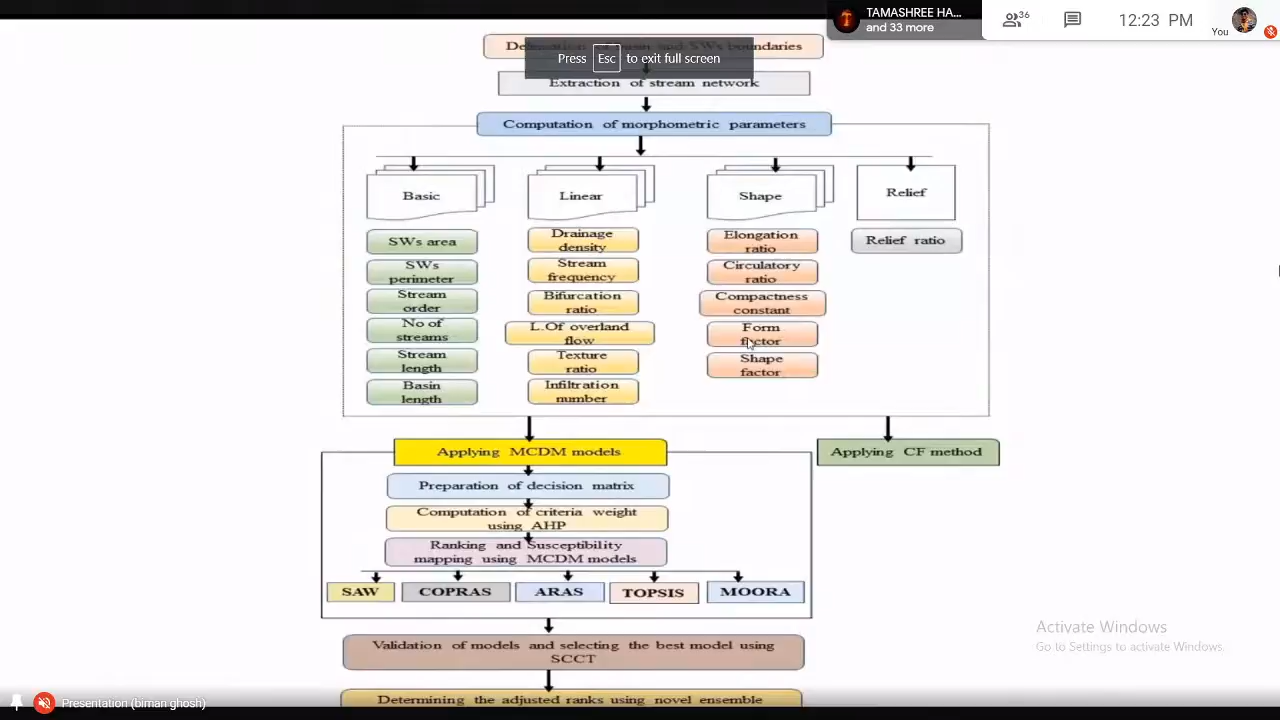 TAMASHREE HA...
and 33 more
36
12:23 PM
You
Press Esc to exit full screen
SWs boundaries
Extraction of stream network
Computation of morphometric parameters
Basic
Linear
Shape
Relief
SWs area
SWs
perimeter
Stream
order
No of
streams
Stream
length
Basin
length
Drainage
density
Stream
frequency
Bifurcation
ratio
L.Of overland
flow
Texture
ratio
Infiltration
number
Elongation
ratio
Circulatory
ratio
Compactness
constant
Form
factor
Shape
factor
Relief ratio
Applying MCDM models
Applying CF method
Preparation of decision matrix
Computation of criteria weight
using AHP
Ranking and Susceptibility
mapping using MCDM models
SAW
COPRAS
ARAS
TOPSIS
MOORA
Validation of models and selecting the best model using
SCCT
Determining the adjusted ranks using novel ensemble
Activate Windows
Go to Settings to activate Windows.
Presentation (biman ghosh)